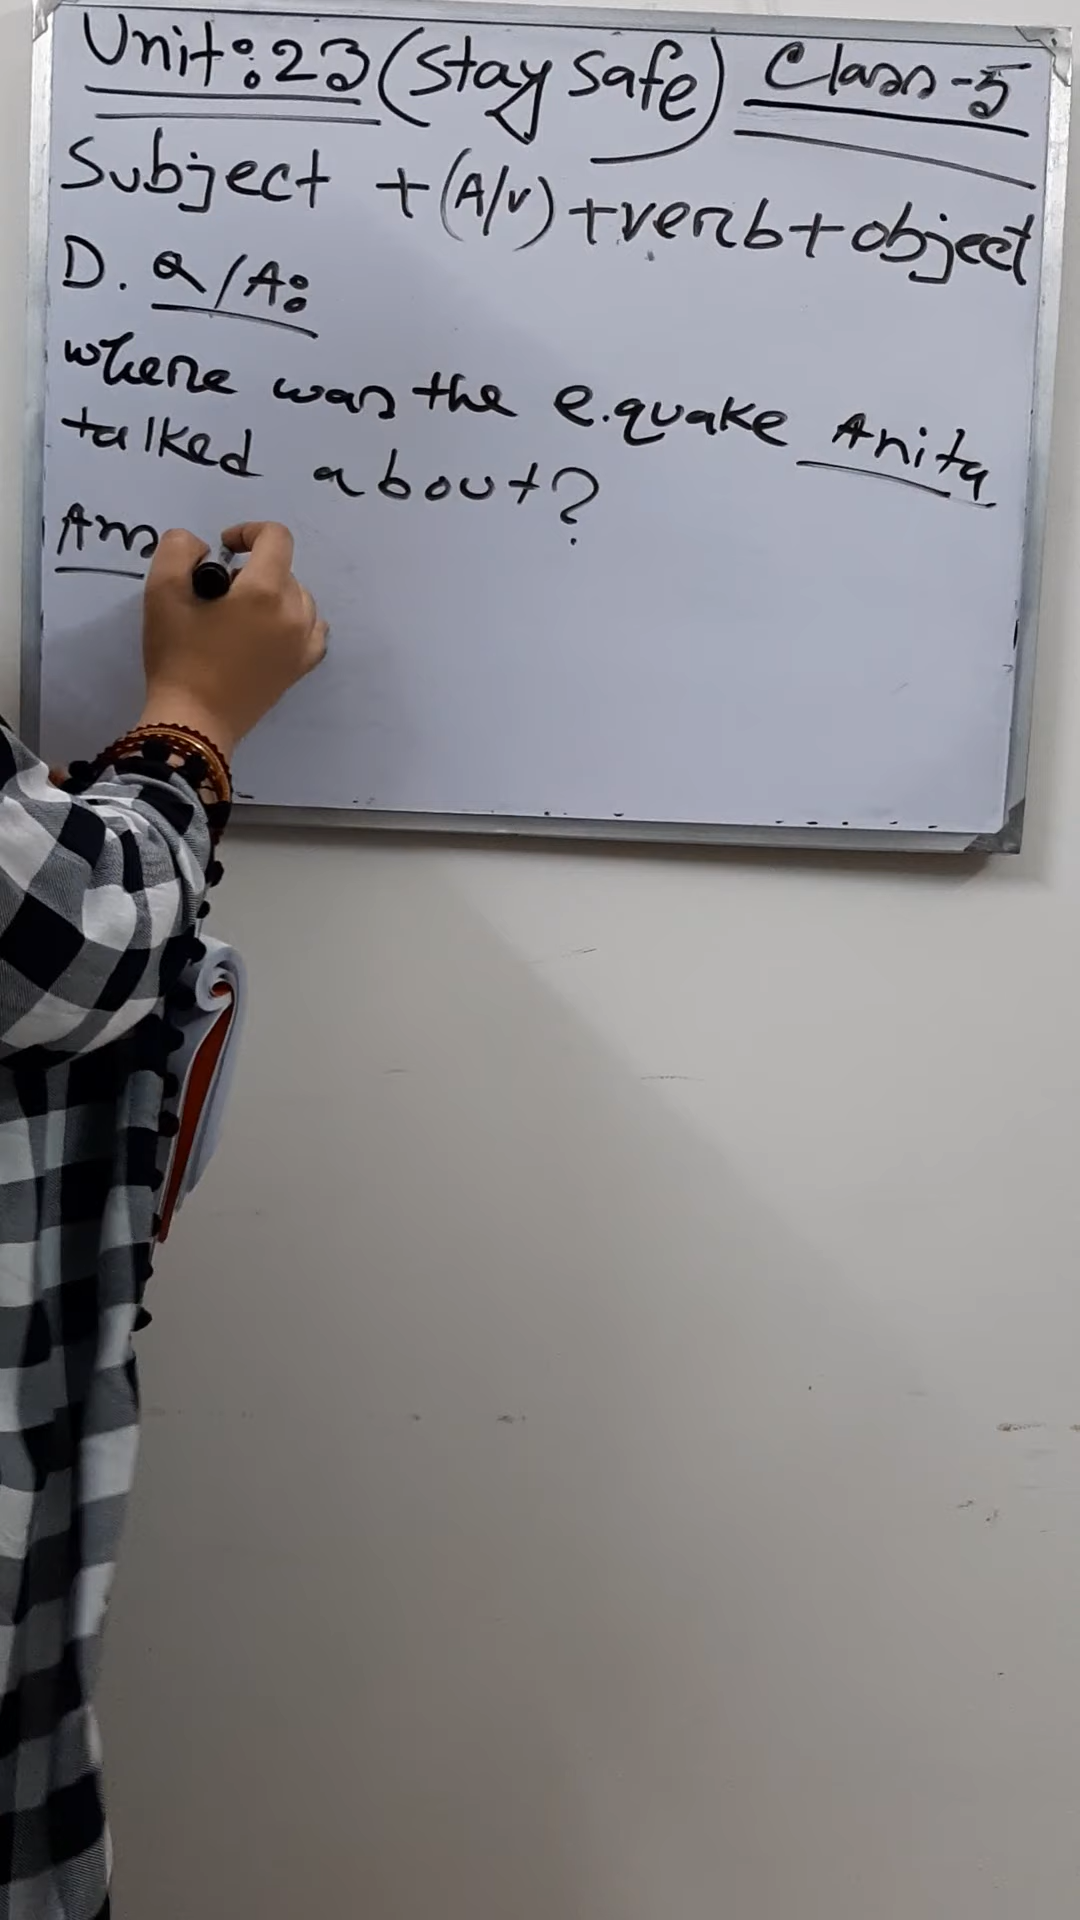 Unit:23 (Stay Safe) Class-5
Subject + (A/V) + verb + object
D. Q/A:
where was the e.quake Anita
talked about?
Ans